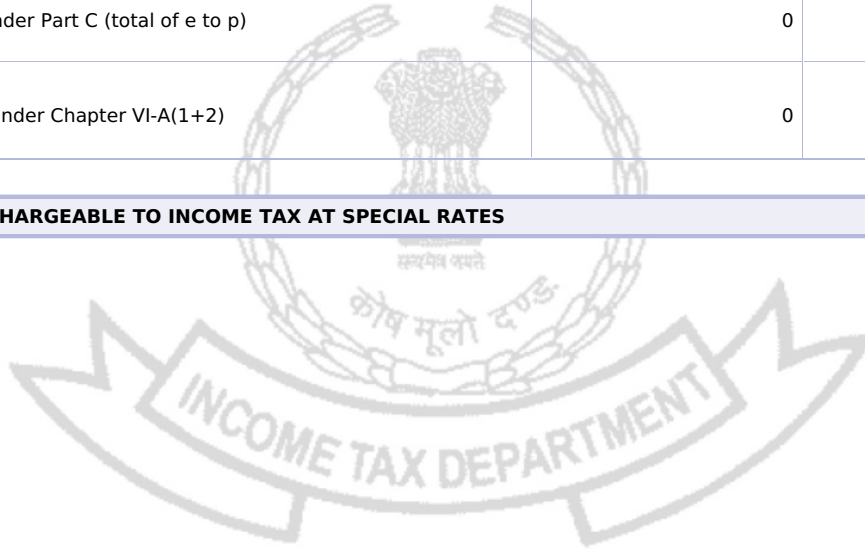 nder Part C (total of e to p) 0
nder Chapter VI-A(1+2) 0
HARGEABLE TO INCOME TAX AT SPECIAL RATES
सत्यमेव जयते
कोष मूलो दण्डः
INCOME TAX DEPARTMENT